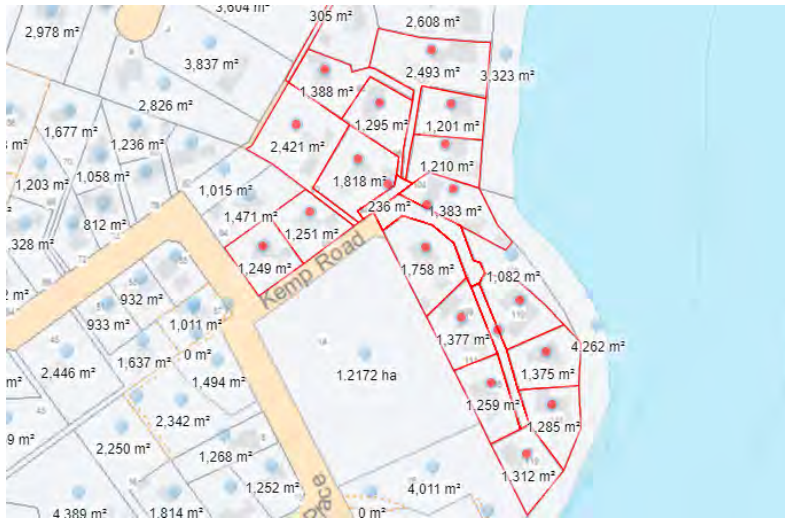 3,604 m²
305 m²
2,608 m²
2,978 m²
3,837 m²
2,493 m²
3,323 m²
1,388 m²
2,826 m²
1,295 m²
1,201 m²
1,677 m²
1,236 m²
2,421 m²
1,210 m²
1,203 m²
1,058 m²
1,015 m²
1,818 m²
1,383 m²
812 m²
1,471 m²
1,251 m²
236 m²
328 m²
1,249 m²
Kemp Road
1,758 m²
1,082 m²
932 m²
933 m²
1,011 m²
1,377 m²
4,262 m²
0 m²
1,637 m²
1A
2,446 m²
1,494 m²
1.2172 ha
1,375 m²
1,259 m²
2,342 m²
2,250 m²
1,285 m²
1,268 m²
1,312 m²
1,252 m²
4,011 m²
4,389 m²
1,814 m²
0 m²